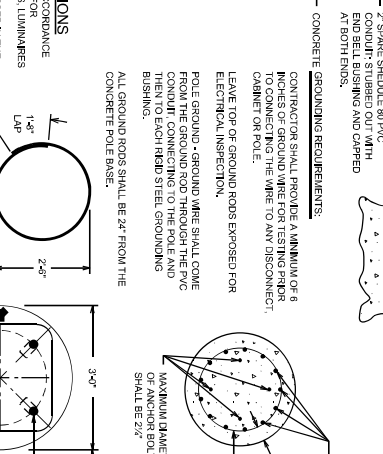 2" SPARE SHEDULE 80 PVC
CONDUIT- STUBBED OUT WITH
END BELL BUSHING AND CAPPED
AT BOTH ENDS.
CONCRETE GROUNDING REQUIREMENTS:
CONTRACTOR SHALL PROVIDE A MINIMUM OF 6
INCHES OF GROUND WIRE FOR TESTING PRIOR
TO CONNECTING THE WIRE TO ANY DISCONNECT,
CABINET OR POLE.
LEAVE TOP OF GROUND RODS EXPOSED FOR
ELECTRICAL INSPECTION.
POLE GROUND - GROUND WIRE SHALL COME
FROM THE GROUND ROD THROUGH THE PVC
CONDUIT, CONNECTING TO THE POLE AND
THEN TO EACH RIGID STEEL GROUNDING
BUSHING.
ALL GROUND RODS SHALL BE 24" FROM THE
CONCRETE POLE BASE.
MAXIMUM DIAME
OF ANCHOR BOL
SHALL BE 2¼"
IONS
CCORDANCE
FOR
S, LUMINAIRES
1'-8"
LAP
2'-6"
3'-0"